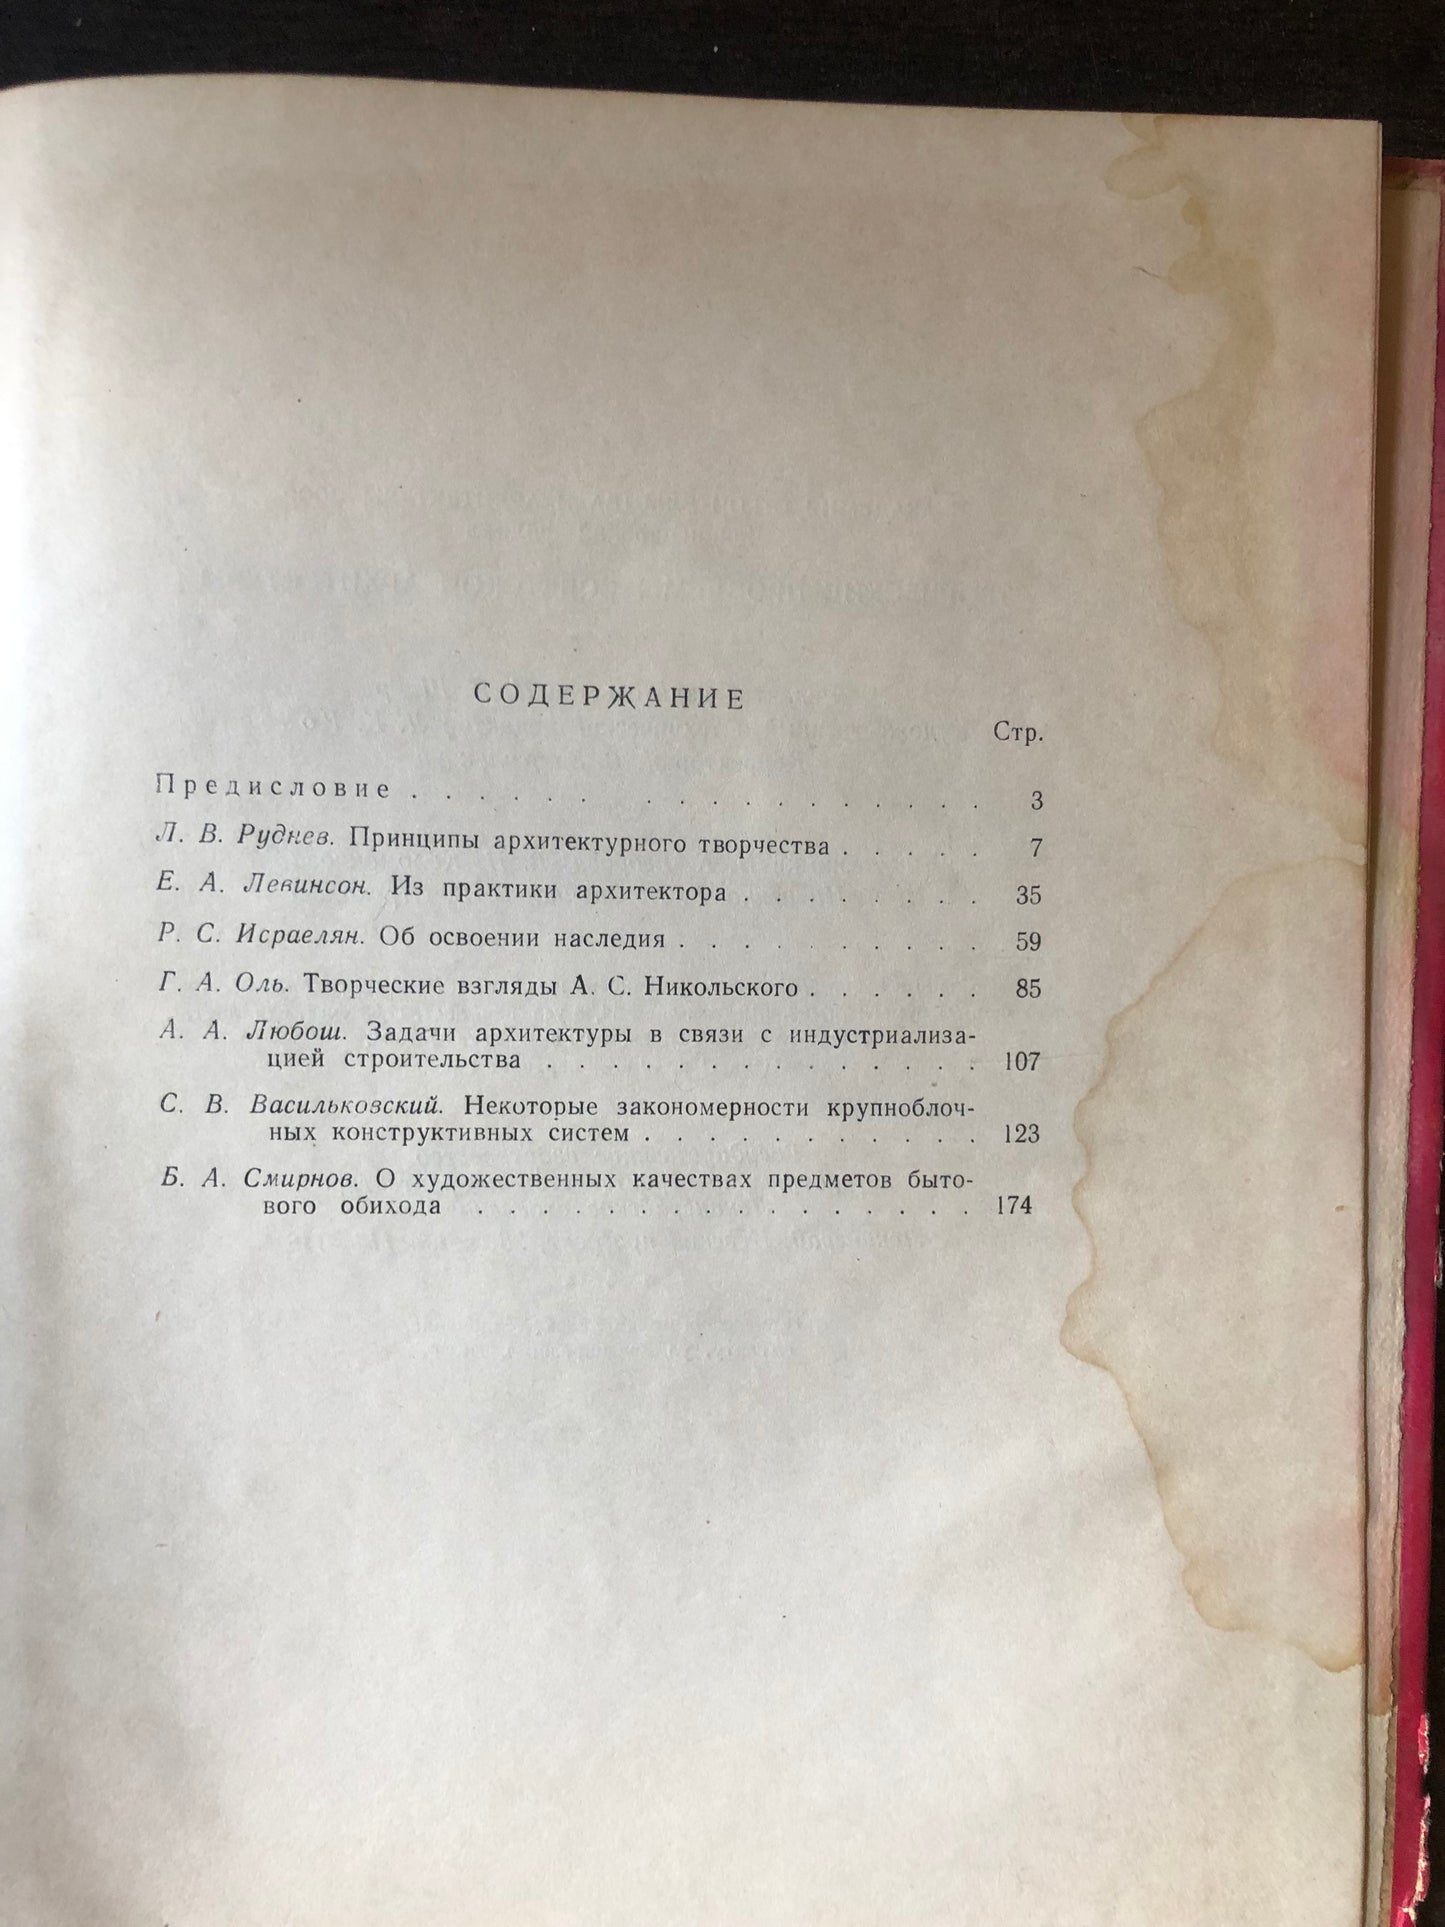 СОДЕРЖАНИЕ
Стр.
Предисловие . . . . . . . . . . . . . . . . . 3
Л. В. Руднев. Принципы архитектурного творчества . . . . . 7
Е. А. Левинсон. Из практики архитектора . . . . . . . . 35
Р. С. Исраелян. Об освоении наследия . . . . . . . . . . 59
Г. А. Оль. Творческие взгляды А. С. Никольского . . . . . . 85
А. А. Любош. Задачи архитектуры в связи с индустриализа-
цией строительства . . . . . . . . . . . . . . 107
С. В. Васильковский. Некоторые закономерности крупноблоч-
ных конструктивных систем . . . . . . . . . . . 123
Б. А. Смирнов. О художественных качествах предметов быто-
вого обихода . . . . . . . . . . . . . . . . 174